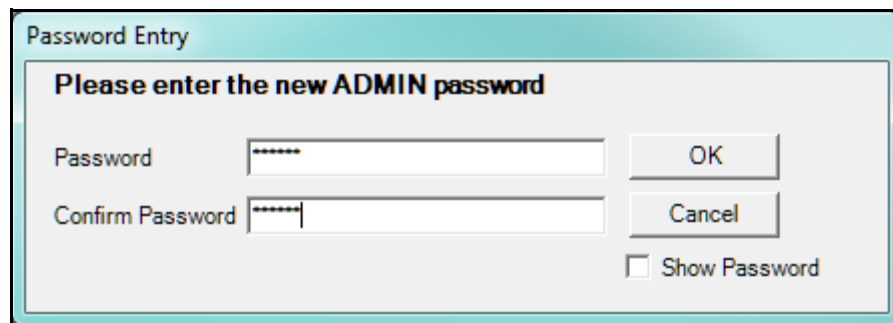 Password Entry
Please enter the new ADMIN password
Password ****** OK
Confirm Password ****** Cancel
Show Password